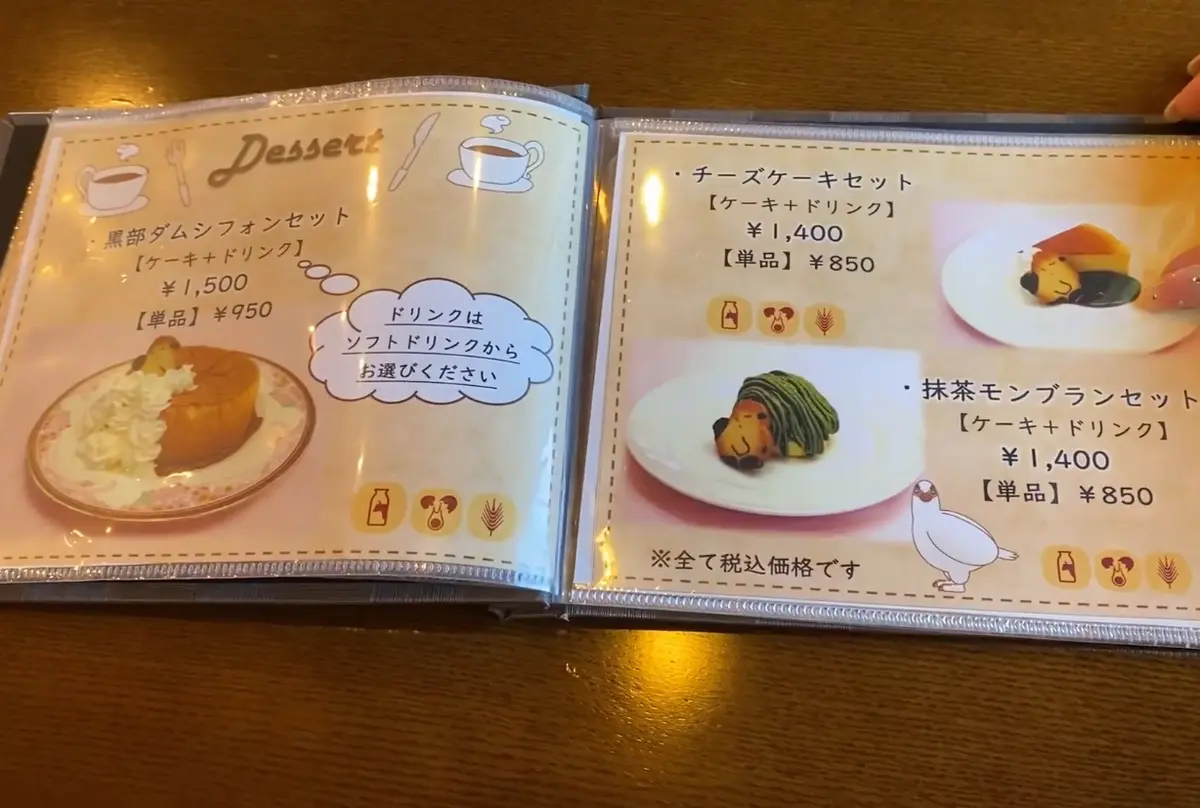 Dessert
・黒部ダムシフォンセット
【ケーキ＋ドリンク】
￥1,500
【単品】￥950
ドリンクは
ソフトドリンクから
お選びください
・チーズケーキセット
【ケーキ＋ドリンク】
￥1,400
【単品】￥850
・抹茶モンブランセット
【ケーキ＋ドリンク】
￥1,400
【単品】￥850
※全て税込価格です